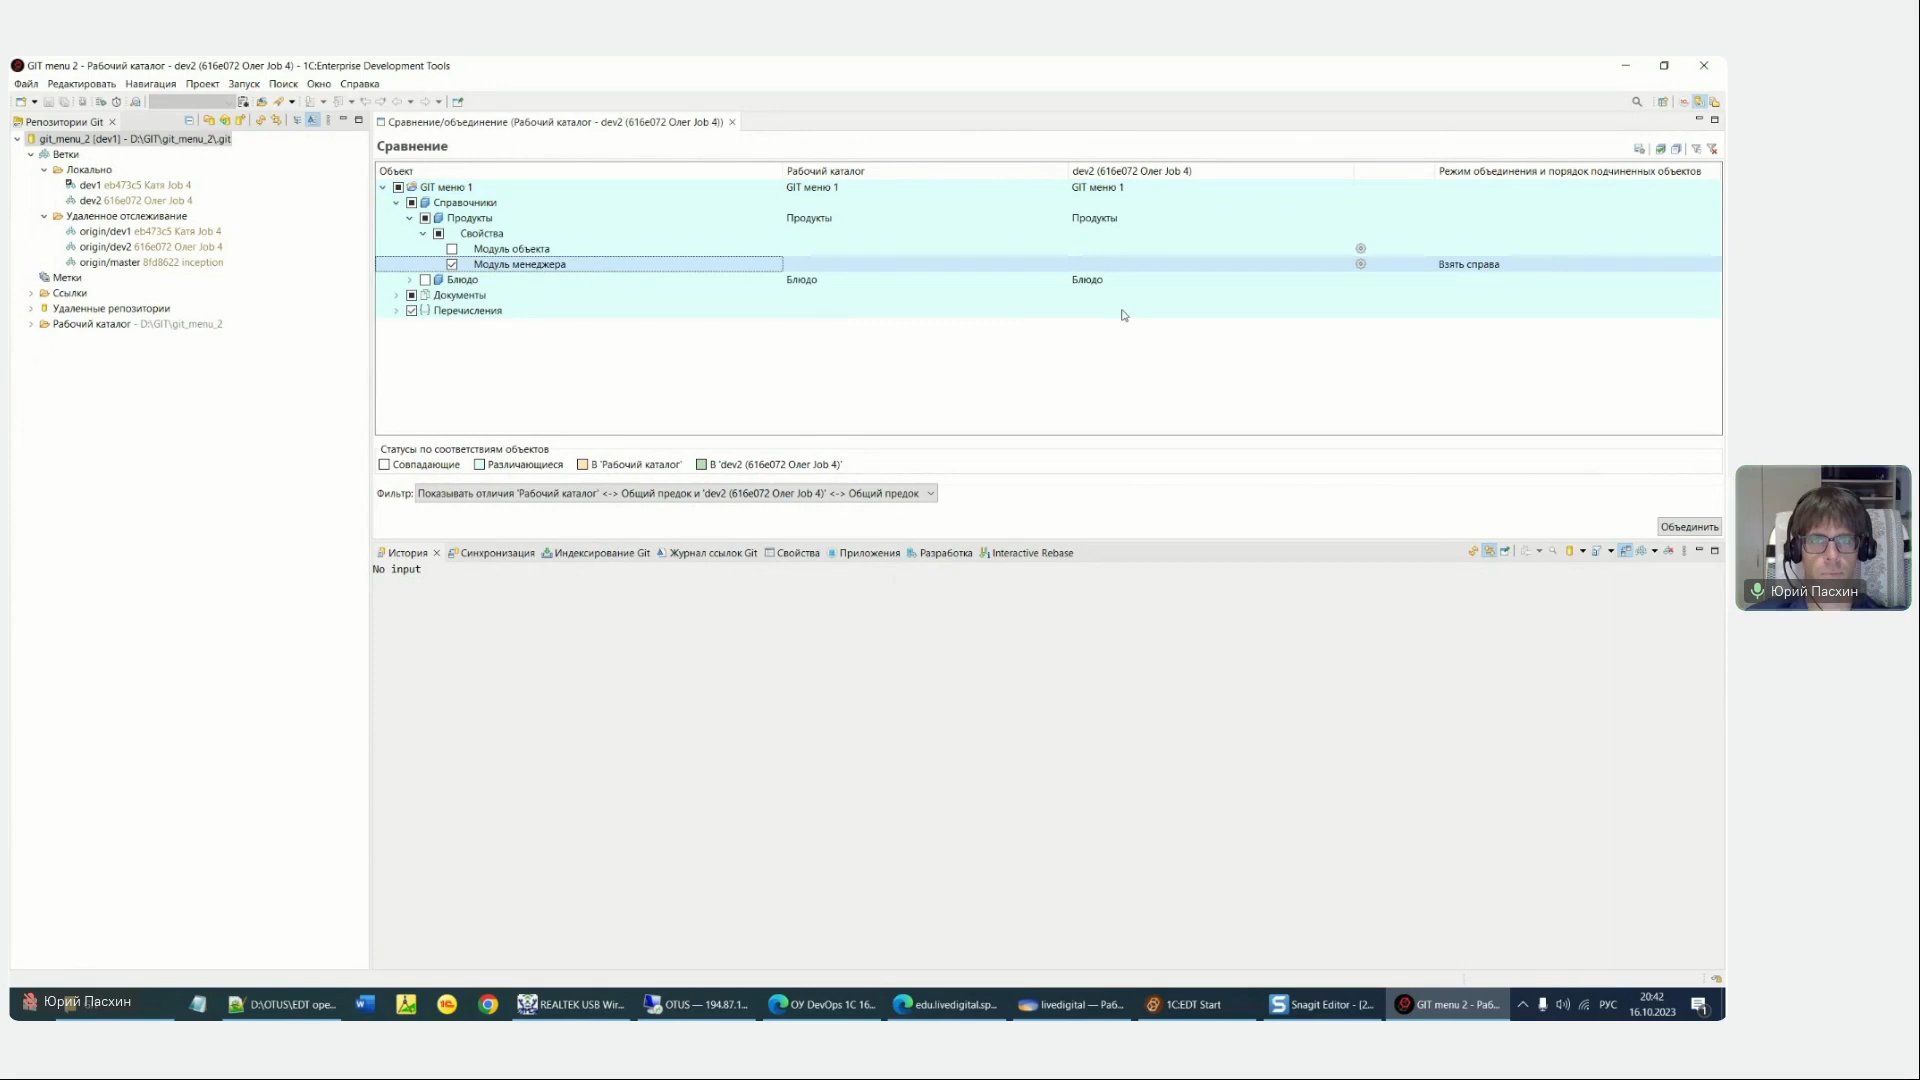 GIT menu 2 - Рабочий каталог - dev2 (616e072 Олег Job 4) - 1C:Enterprise Development Tools
Файл Редактировать Навигация Проект Запуск Поиск Окно Справка
Репозитории Git
git_menu_2 [dev1] - D:\GIT\git_menu_2\.git
Ветки
Локально
dev1 eb473c5 Катя Job 4
dev2 616e072 Олег Job 4
Удаленное отслеживание
origin/dev1 eb473c5 Катя Job 4
origin/dev2 616e072 Олег Job 4
origin/master 8fd8622 inception
Метки
Ссылки
Удаленные репозитории
Рабочий каталог - D:\GIT\git_menu_2
Сравнение/объединение (Рабочий каталог - dev2 (616e072 Олег Job 4))
Сравнение
Объект Рабочий каталог dev2 (616e072 Олег Job 4) Режим объединения и порядок подчиненных объектов
GIT меню 1 GIT меню 1 GIT меню 1
Справочники
Продукты Продукты Продукты
Свойства
Модуль объекта
Модуль менеджера Взять справа
Блюдо Блюдо Блюдо
Документы
Перечисления
Статусы по соответствиям объектов
Совпадающие Различающиеся В 'Рабочий каталог' В 'dev2 (616e072 Олег Job 4)'
Фильтр: Показывать отличия 'Рабочий каталог' <-> Общий предок и 'dev2 (616e072 Олег Job 4)' <-> Общий предок
Объединить
История Синхронизация Индексирование Git Журнал ссылок Git Свойства Приложения Разработка Interactive Rebase
No input
Юрий Пасхин
Юрий Пасхин D:\OTUS\EDT ope... REALTEK USB Wir... OTUS — 194.87.1... ОУ DevOps 1C 16... edu.livedigital.sp... livedigital — Раб... 1C:EDT Start Snagit Editor - [2... GIT menu 2 - Раб... РУС 20:42
16.10.2023 1